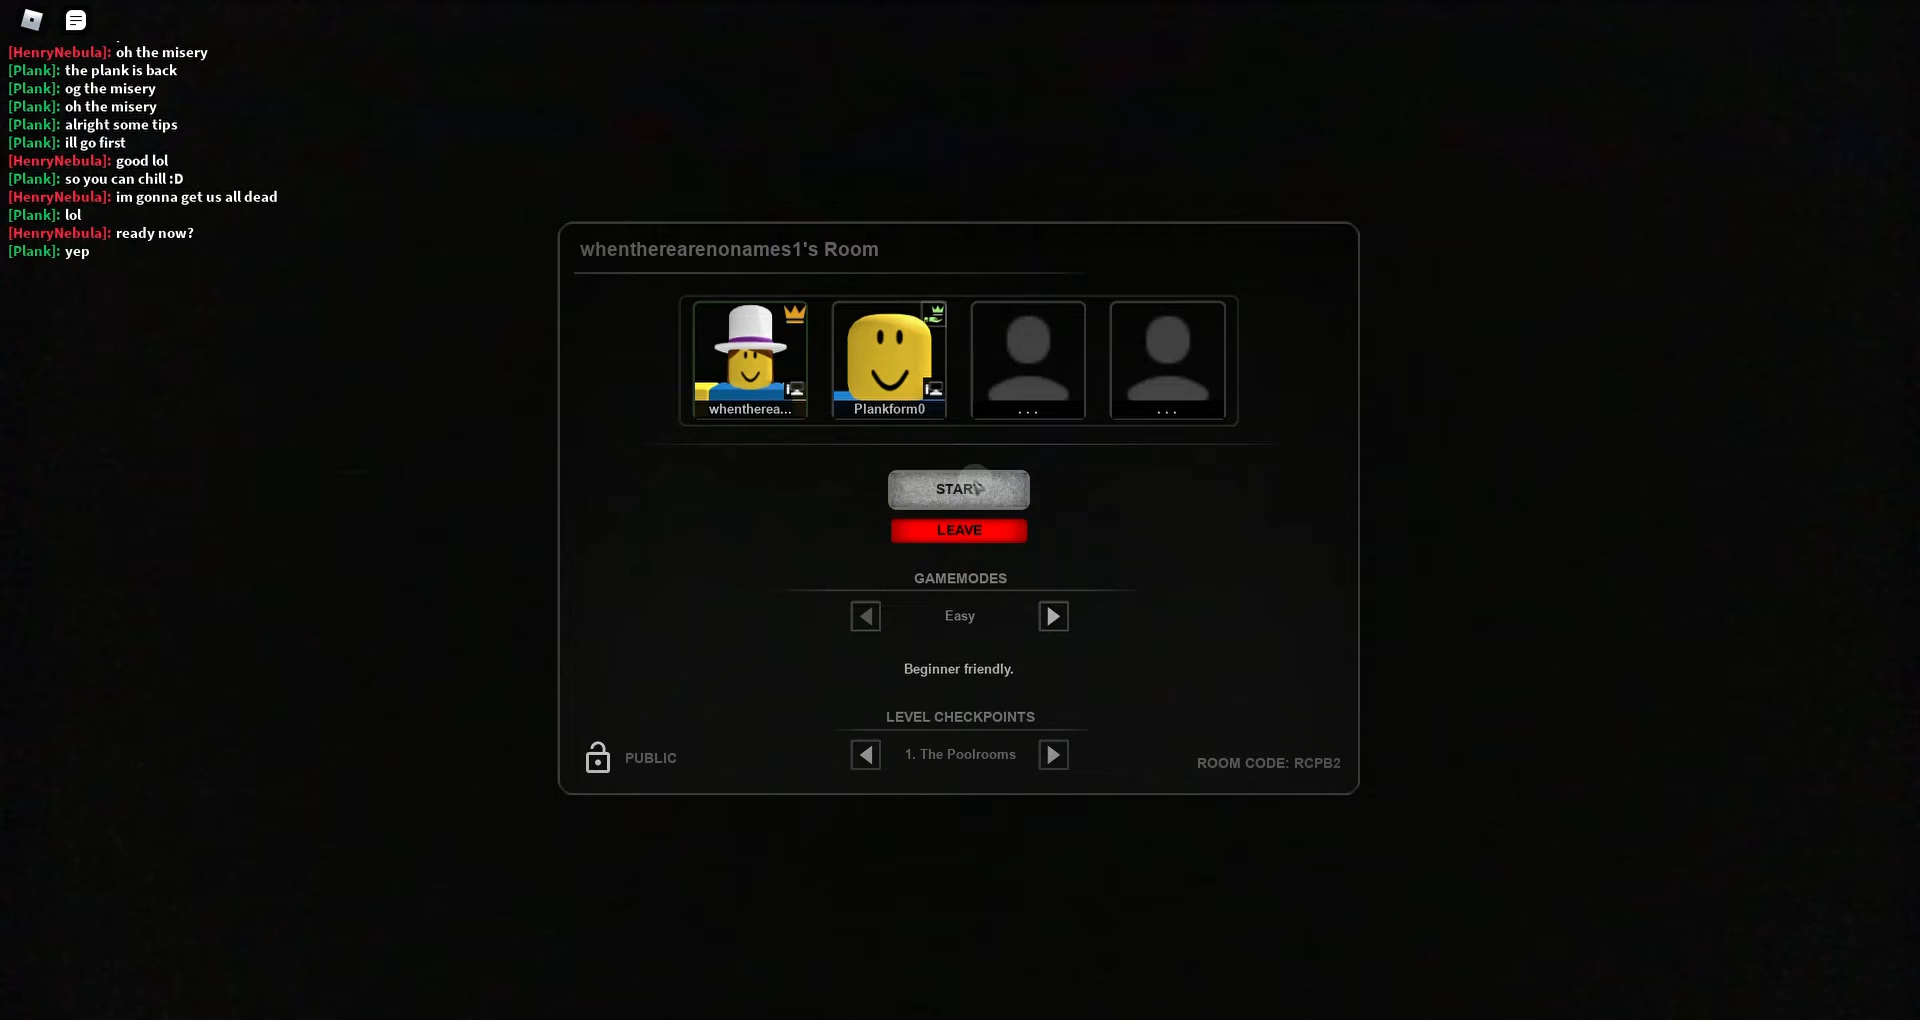 [HenryNebula]: oh the misery
[Plank]: the plank is back
[Plank]: og the misery
[Plank]: oh the misery
[Plank]: alright some tips
[Plank]: ill go first
[HenryNebula]: good lol
[Plank]: so you can chill :D
[HenryNebula]: im gonna get us all dead
[Plank]: lol
[HenryNebula]: ready now?
[Plank]: yep
whentherearenonames1's Room
whentherea...
Plankform0
...
...
START
LEAVE
GAMEMODES
Easy
Beginner friendly.
LEVEL CHECKPOINTS
1. The Poolrooms
PUBLIC
ROOM CODE: RCPB2